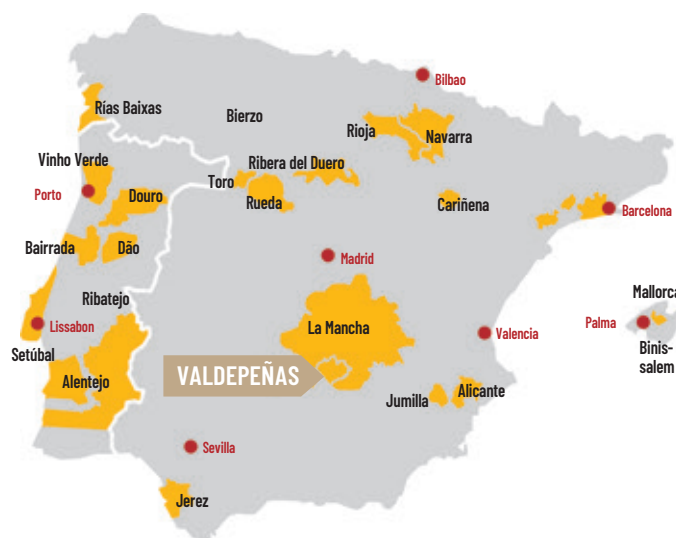 Bilbao
Rías Baixas
Bierzo
Rioja
Navarra
Vinho Verde
Ribera del Duero
Toro
Porto
Douro
Rueda
Cariñena
Barcelona
Bairrada
Dão
Madrid
Ribatejo
Mallorca
Lissabon
La Mancha
Valencia
Palma
Setúbal
Binis-
salem
VALDEPEÑAS
Alentejo
Jumilla
Alicante
Sevilla
Jerez